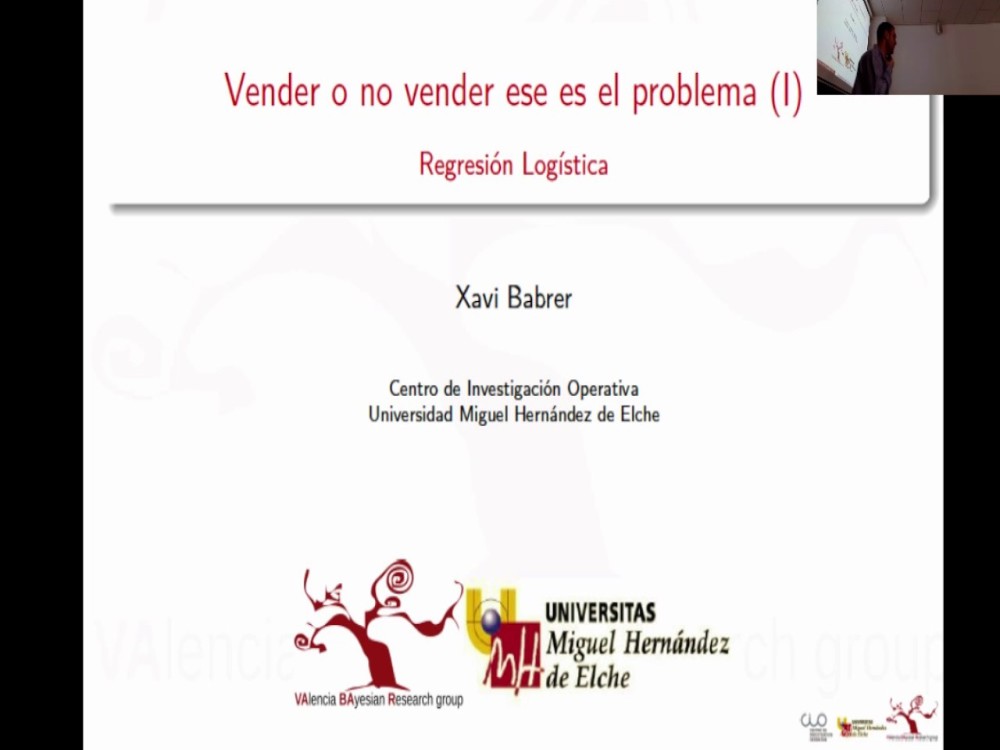 Vender o no vender ese es el problema (I)
Regresión Logística
Xavi Babrer
Centro de Investigación Operativa
Universidad Miguel Hernández de Elche
VAlencia BAyesian Research group
UNIVERSITAS
Miguel Hernández
de Elche
VAlencia
ch group
CIO